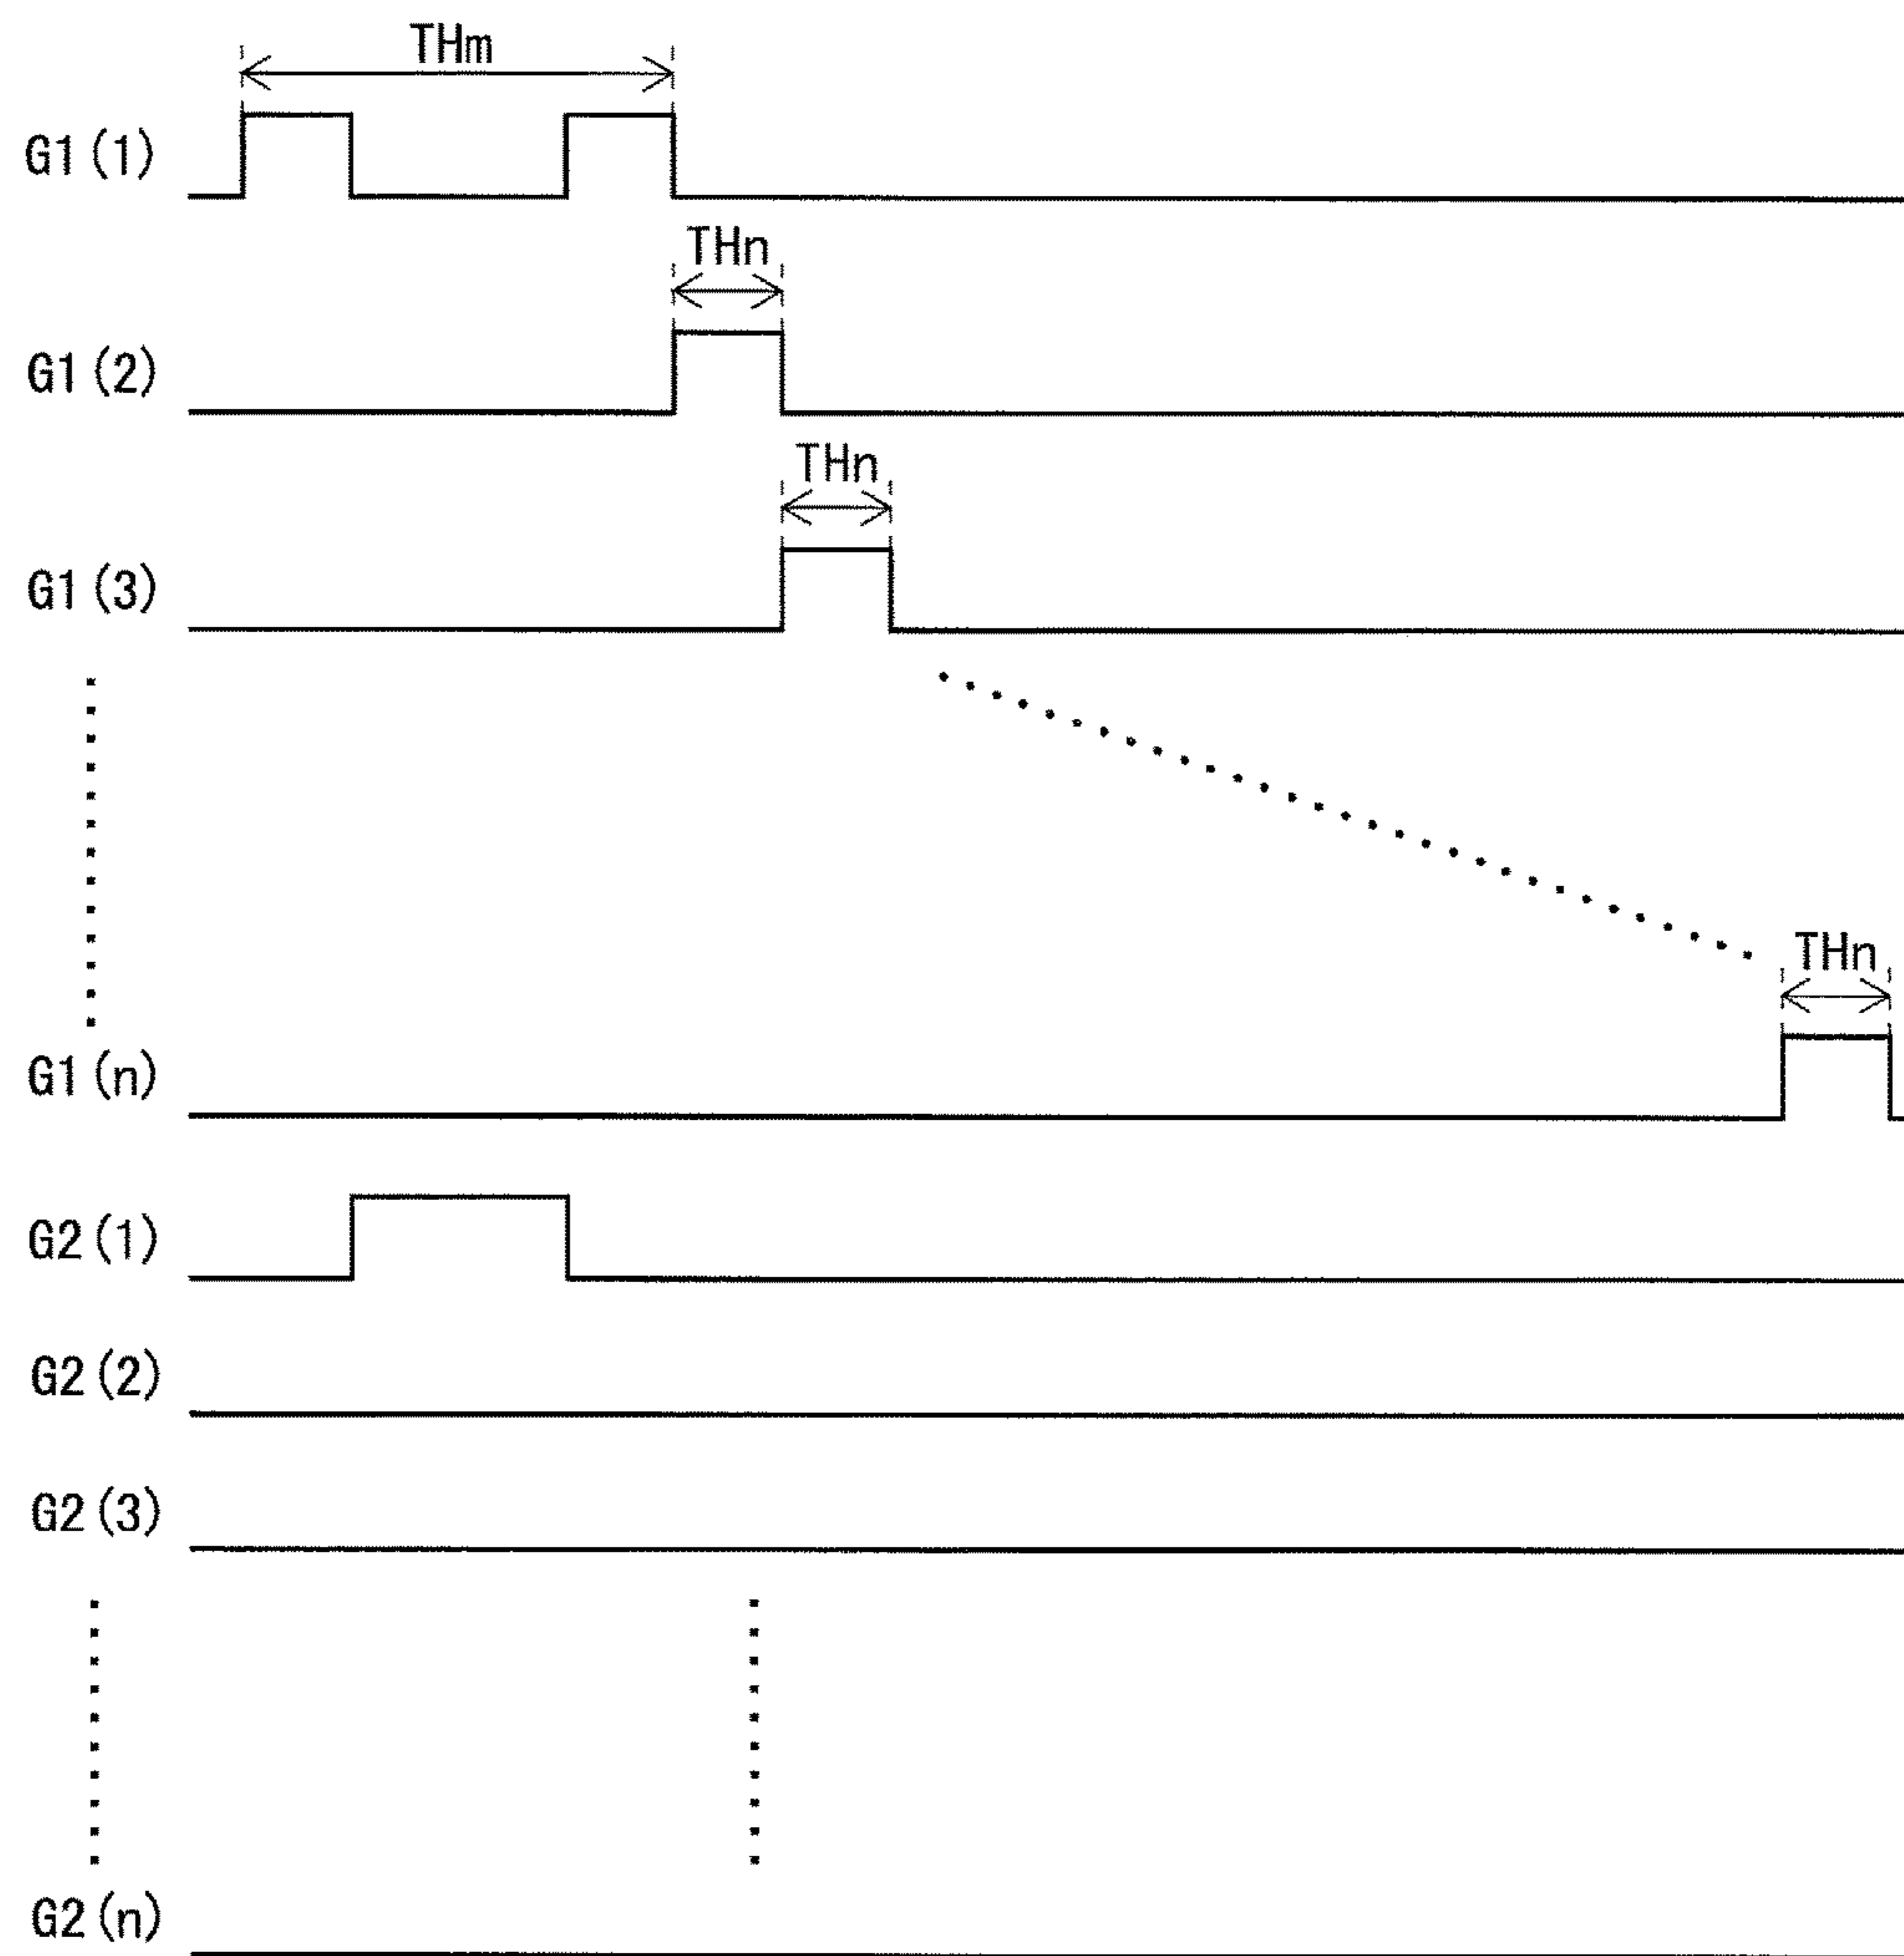 THm
G1(1)
THn
G1(2)
THn
G1(3)
THn
G1(n)
G2(1)
G2(2)
G2(3)
G2(n)